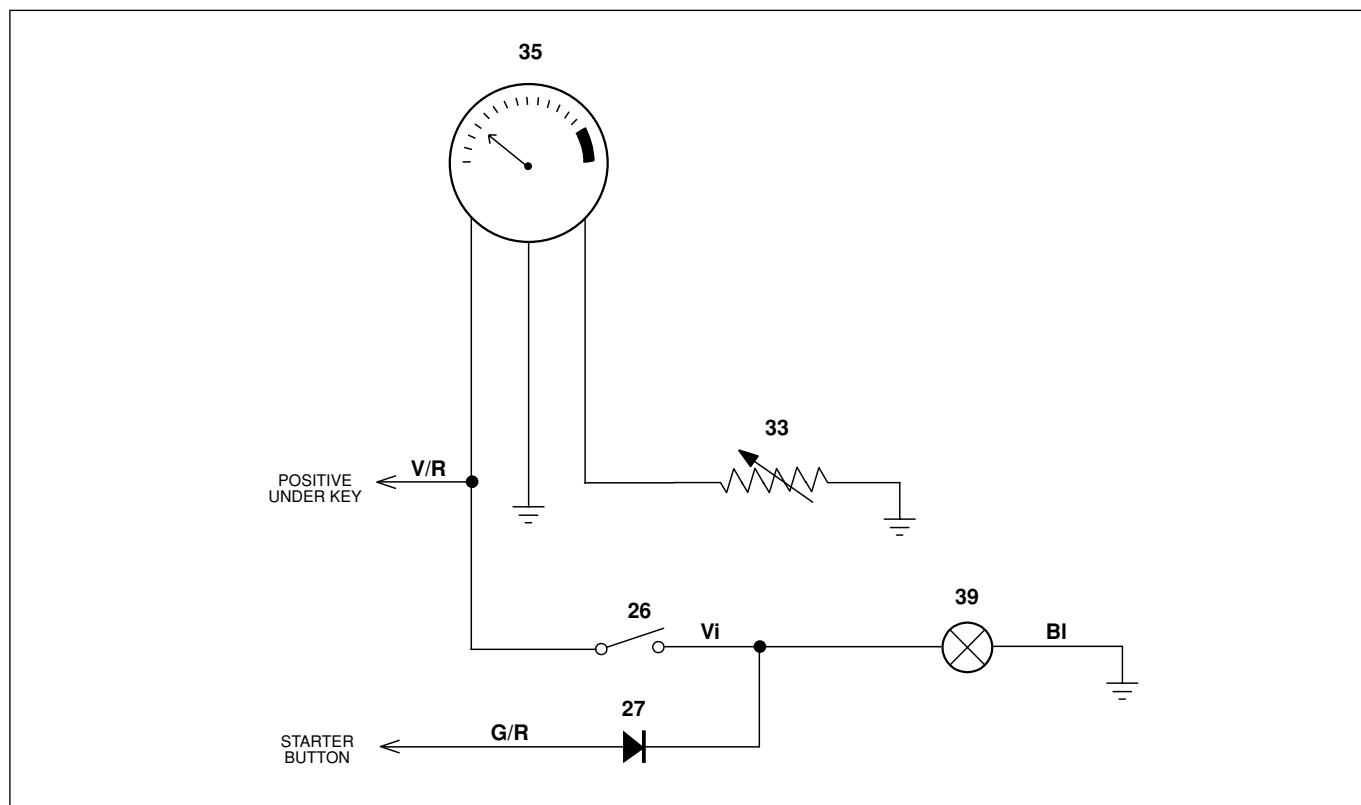 35
33
V/R
POSITIVE
UNDER KEY
26
39
Vi
Bl
27
G/R
STARTER
BUTTON